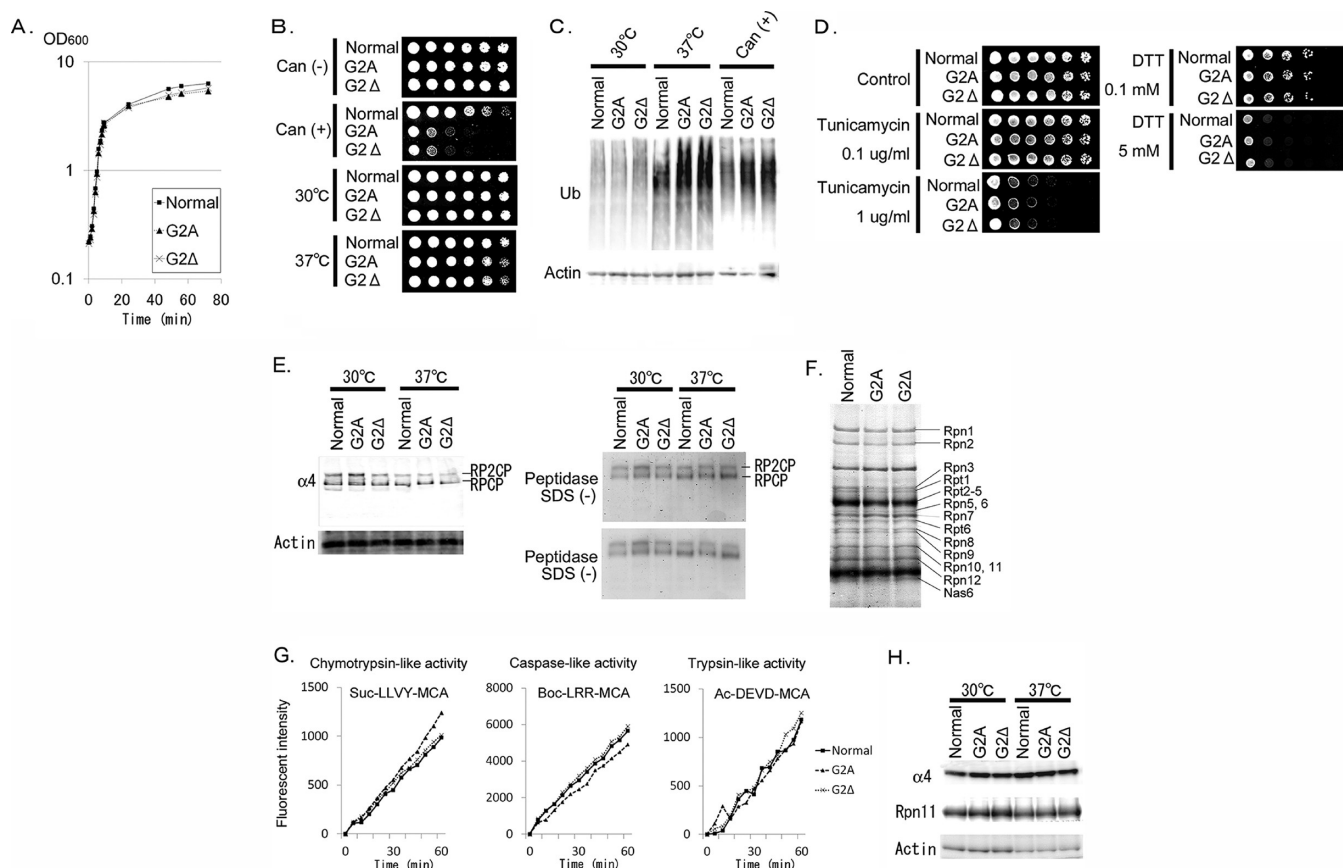 A.
OD600
10
1
0.1
Normal
G2A
G2Δ
0 20 40 60 80
Time (min)
B.
Can (-)
Normal
G2A
G2Δ
Can (+)
Normal
G2A
G2Δ
30℃
Normal
G2A
G2Δ
37℃
Normal
G2A
G2Δ
C.
30℃ 37℃ Can (+)
Normal G2A G2Δ Normal G2A G2Δ Normal G2A G2Δ
Ub
Actin
D.
Control
Normal
G2A
G2Δ
Tunicamycin
0.1 ug/ml
Normal
G2A
G2Δ
Tunicamycin
1 ug/ml
Normal
G2A
G2Δ
DTT
0.1 mM
Normal
G2A
G2Δ
DTT
5 mM
Normal
G2A
G2Δ
E.
30℃ 37℃
Normal G2A G2Δ Normal G2A G2Δ
α4
RP2CP
RPCP
Actin
30℃ 37℃
Normal G2A G2Δ Normal G2A G2Δ
Peptidase
SDS (-)
RP2CP
RPCP
Peptidase
SDS (-)
F.
Normal G2A G2Δ
Rpn1
Rpn2
Rpn3
Rpt1
Rpt2-5
Rpn5, 6
Rpn7
Rpt6
Rpn8
Rpn9
Rpn10, 11
Rpn12
Nas6
G.
Chymotrypsin-like activity
Suc-LLVY-MCA
Fluorescent intensity
1500
1000
500
0
0 20 40 60
Time (min)
Caspase-like activity
Boc-LRR-MCA
8000
6000
4000
2000
0
0 20 40 60
Time (min)
Trypsin-like activity
Ac-DEVD-MCA
1500
1000
500
0
0 20 40 60
Time (min)
Normal
G2A
G2Δ
H.
30℃ 37℃
Normal G2A G2Δ Normal G2A G2Δ
α4
Rpn11
Actin